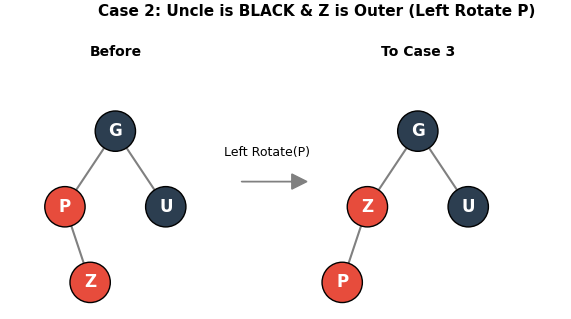 Case 2: Uncle is BLACK & Z is Outer (Left Rotate P)
Before
To Case 3
G
G
Left Rotate(P)
P
U
Z
U
Z
P